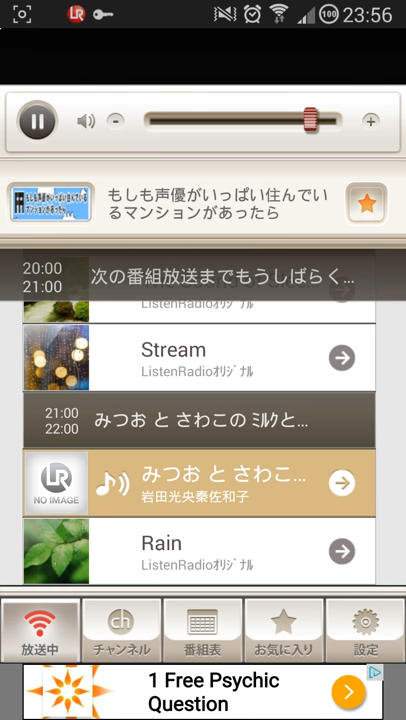 LR
100
23:56
もしも声優がいっぱい住んでい
るマンションがあったら
20:00
21:00
次の番組放送までもうしばらく…
ListenRadioｵﾘｼﾞﾅﾙ
Stream
ListenRadioｵﾘｼﾞﾅﾙ
21:00
22:00
みつお と さわこの ﾐﾙｸと…
LR
NO IMAGE
みつお と さわこ…
岩田光央秦佐和子
Rain
ListenRadioｵﾘｼﾞﾅﾙ
放送中
ch
チャンネル
番組表
お気に入り
設定
1 Free Psychic
Question